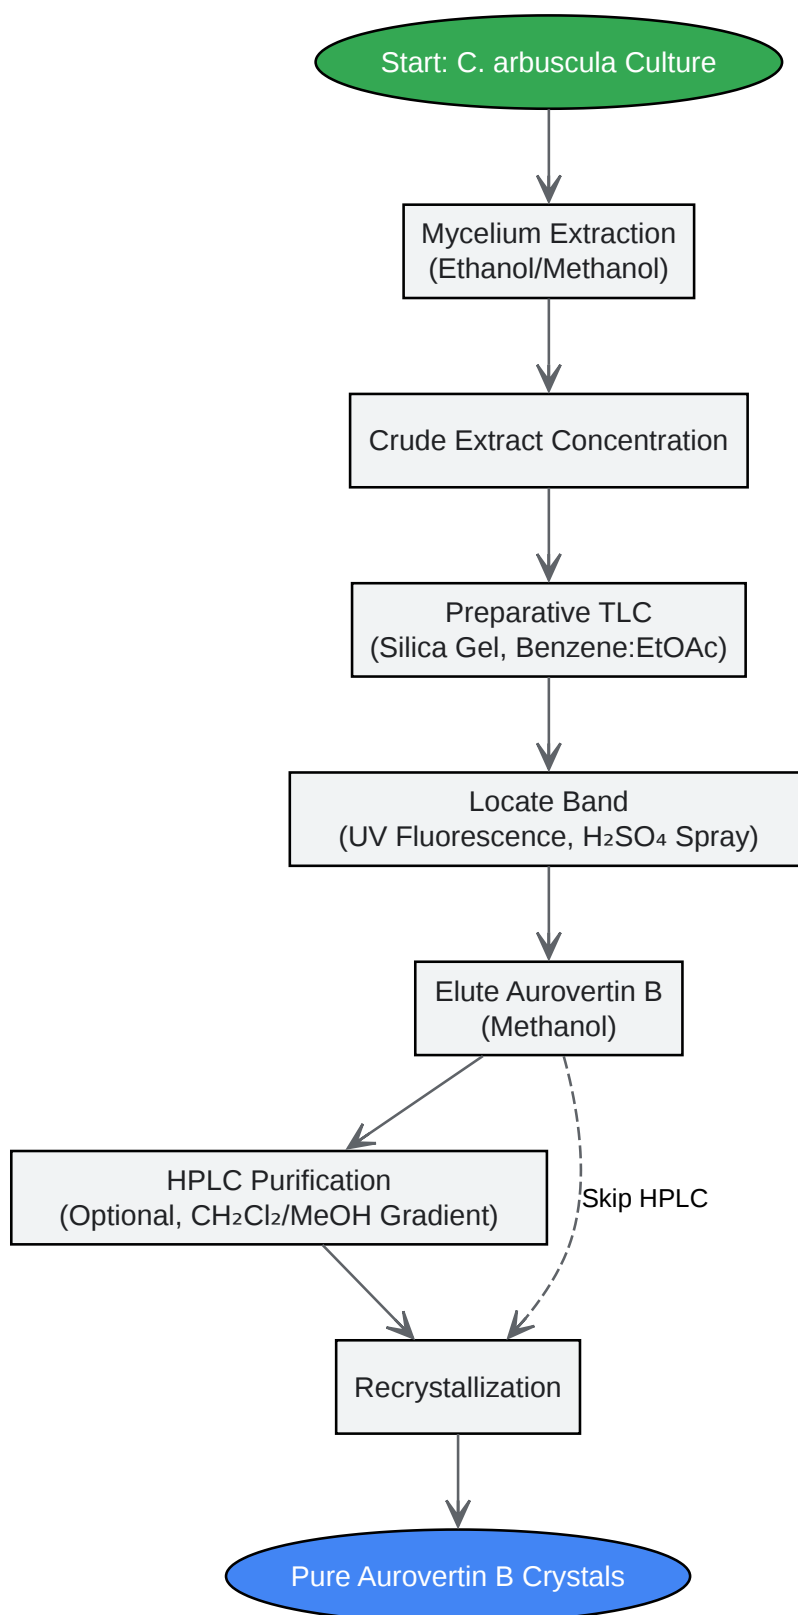 Start: C. arbuscula Culture
Mycelium Extraction
(Ethanol/Methanol)
Crude Extract Concentration
Preparative TLC
(Silica Gel, Benzene:EtOAc)
Locate Band
(UV Fluorescence, H₂SO₄ Spray)
Elute Aurovertin B
(Methanol)
HPLC Purification
(Optional, CH₂Cl₂/MeOH Gradient)
Skip HPLC
Recrystallization
Pure Aurovertin B Crystals